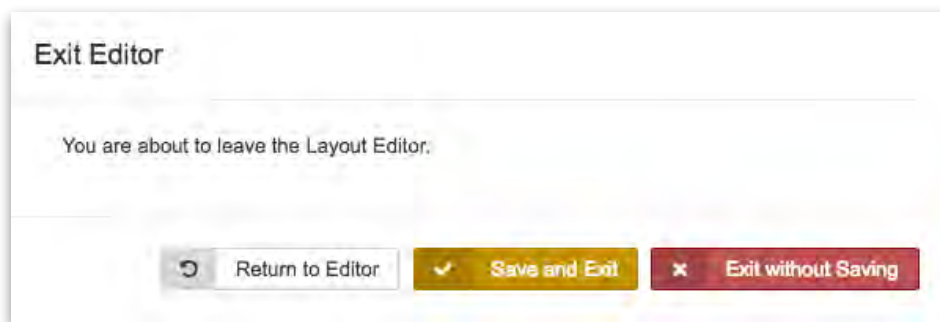 Exit Editor
You are about to leave the Layout Editor.
Return to Editor
Save and Exit
Exit without Saving